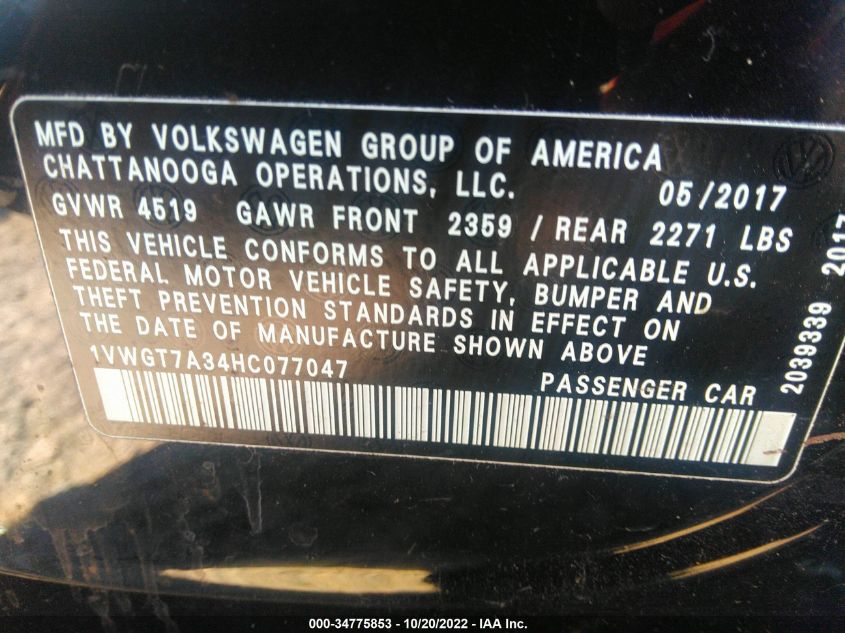 MFD BY VOLKSWAGEN GROUP OF AMERICA
CHATTANOOGA OPERATIONS, LLC. 05/2017
GVWR 4519 GAWR FRONT 2359 / REAR 2271 LBS
THIS VEHICLE CONFORMS TO ALL APPLICABLE U.S.
FEDERAL MOTOR VEHICLE SAFETY, BUMPER AND
THEFT PREVENTION STANDARDS IN EFFECT ON
THE DATE OF MANUFACTURE SHOWN ABOVE
1VWGT7A34HC077047 PASSENGER CAR
2039339 2017
000-34775853 - 10/20/2022 - IAA Inc.